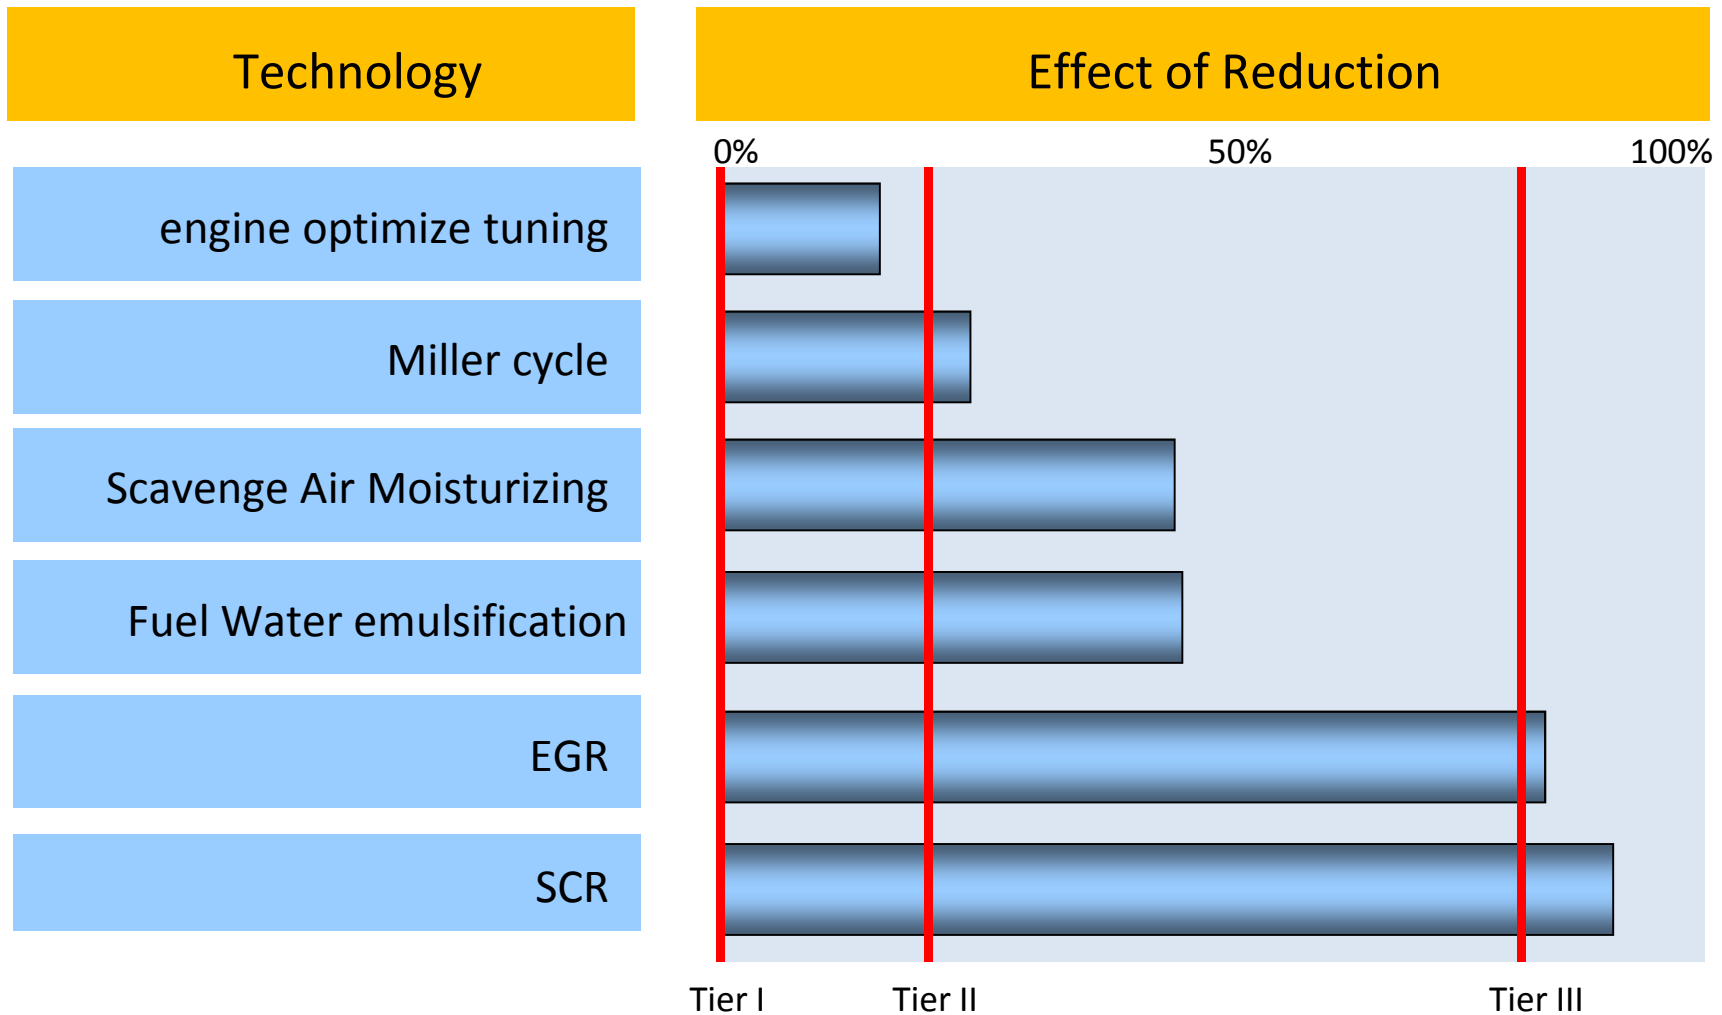 Technology
Effect of Reduction
0% 50% 100%
engine optimize tuning
Miller cycle
Scavenge Air Moisturizing
Fuel Water emulsification
EGR
SCR
Tier I Tier II Tier III